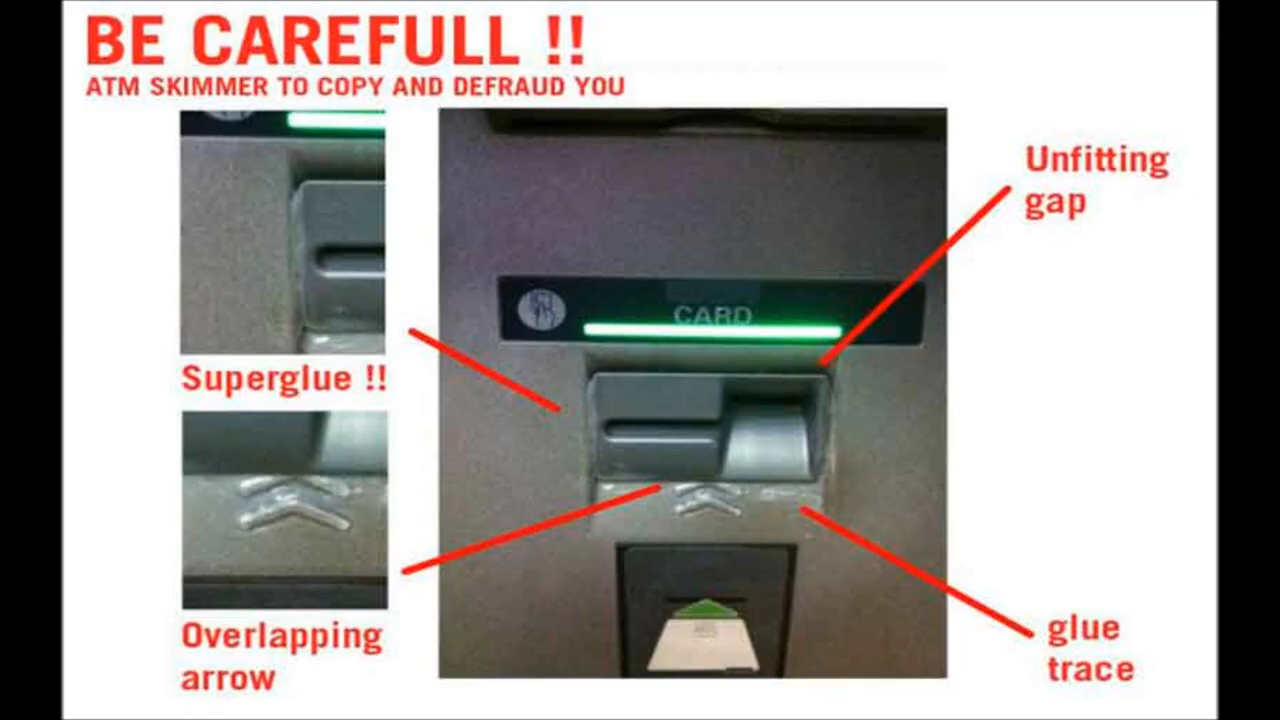 BE CAREFULL !!
ATM SKIMMER TO COPY AND DEFRAUD YOU
Unfitting
gap
CARD
Superglue !!
Overlapping
arrow
glue
trace